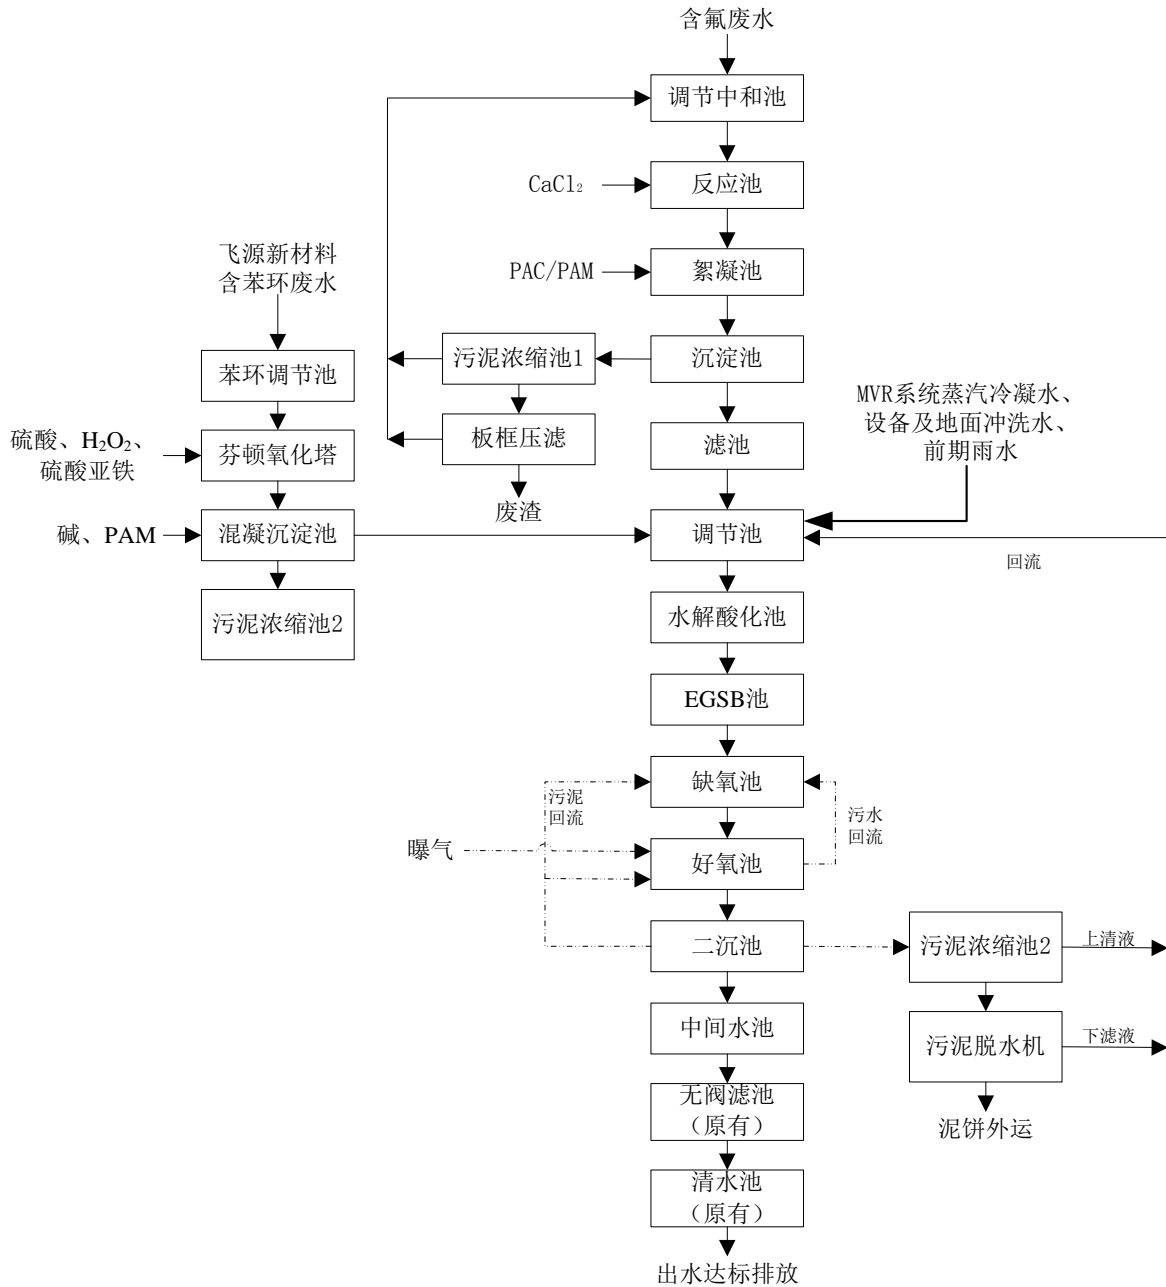 含氟废水
调节中和池
CaCl₂
反应池
飞源新材料
含苯环废水
PAC/PAM
絮凝池
污泥浓缩池1
沉淀池
苯环调节池
MVR系统蒸汽冷凝水、
设备及地面冲洗水、
前期雨水
硫酸、H₂O₂、
硫酸亚铁
芬顿氧化塔
板框压滤
滤池
废渣
碱、PAM
混凝沉淀池
调节池
回流
污泥浓缩池2
水解酸化池
EGSB池
缺氧池
污泥
回流
污水
回流
曝气
好氧池
二沉池
污泥浓缩池2
上清液
中间水池
污泥脱水机
下滤液
无阀滤池
（原有）
泥饼外运
清水池
（原有）
出水达标排放